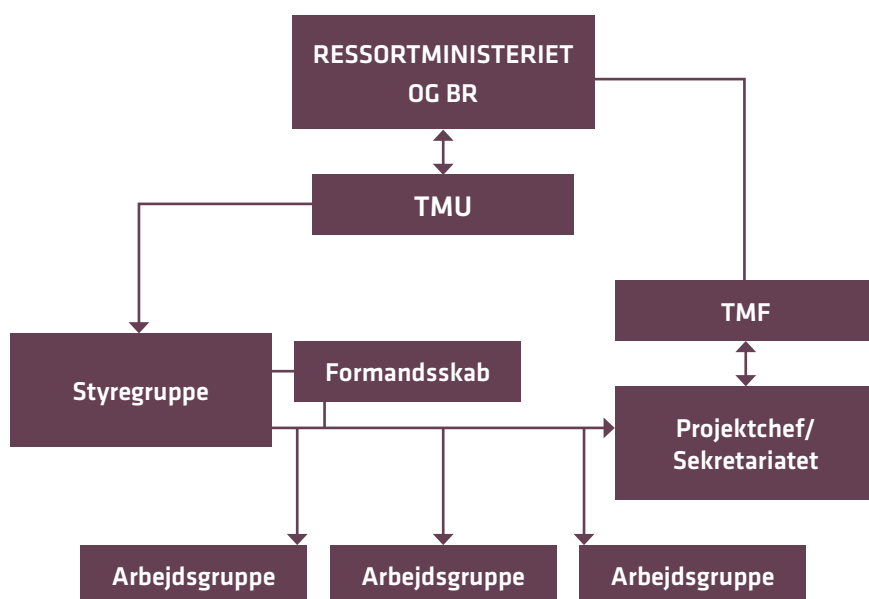 RESSORTMINISTERIET
OG BR
TMU
TMF
Styregruppe
Formandsskab
Projektchef/
Sekretariatet
Arbejdsgruppe
Arbejdsgruppe
Arbejdsgruppe